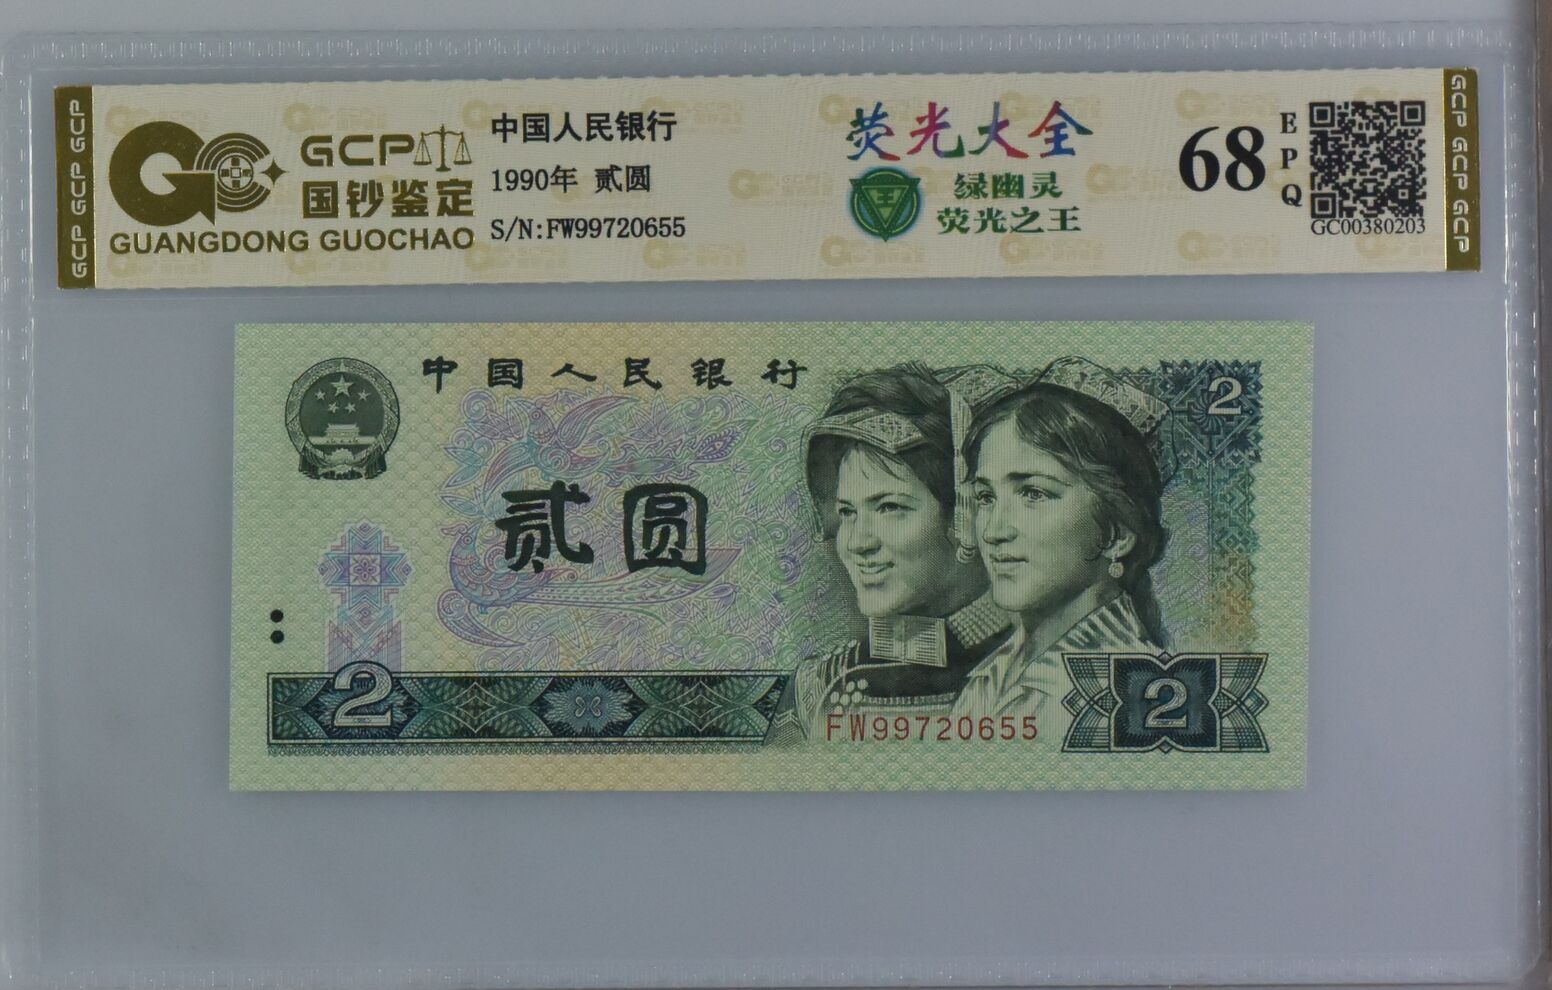 GCP GCP GCP
GCP
国钞鉴定
GUANGDONG GUOCHAO
中国人民银行
1990年 贰圆
S/N:FW99720655
荧光大全
王
绿幽灵
荧光之王
68
EPQ
GC00380203
GCP GCP GCP
中国人民银行
2
贰圆
2
FW99720655
2